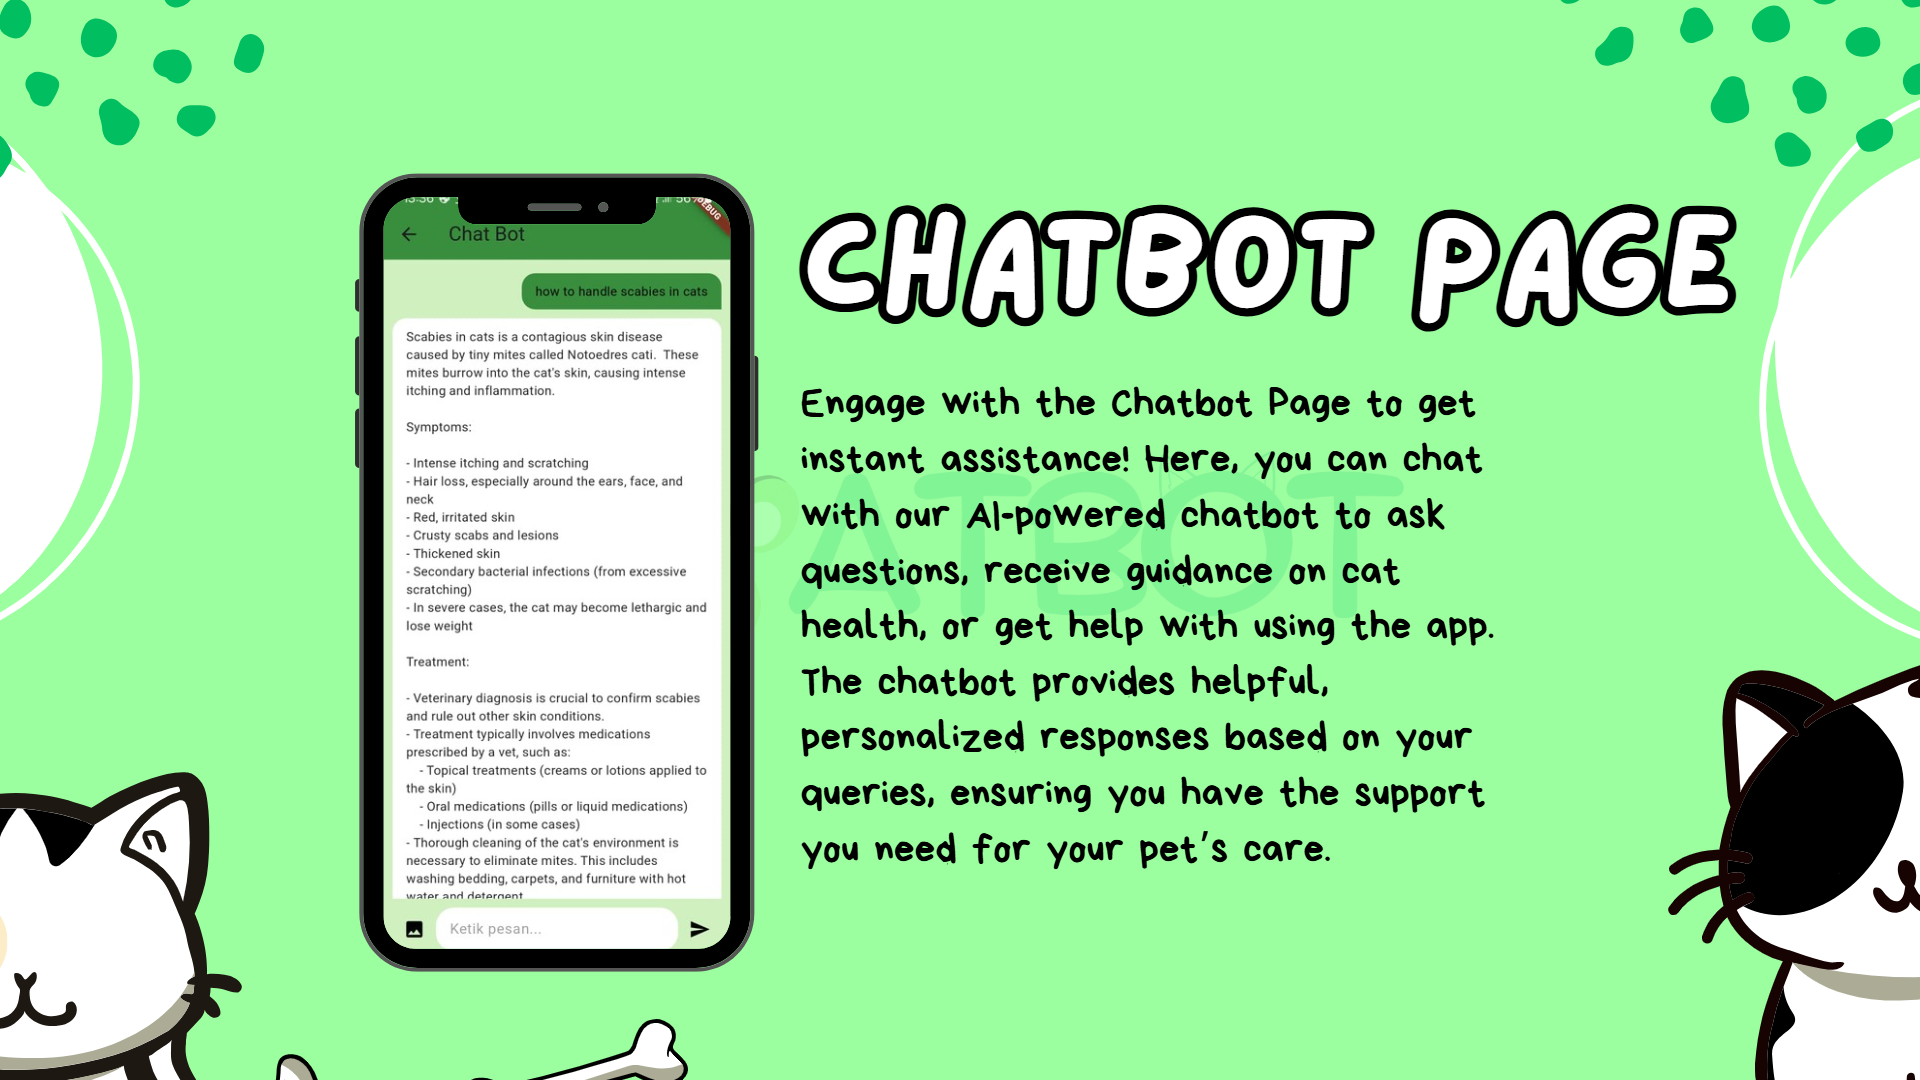 Chat Bot
DEBUG
how to handle scabies in cats
Scabies in cats is a contagious skin disease
caused by tiny mites called Notoedres cati.  These
mites burrow into the cat's skin, causing intense
itching and inflammation.
Symptoms:
- Intense itching and scratching
- Hair loss, especially around the ears, face, and
neck
- Red, irritated skin
- Crusty scabs and lesions
- Thickened skin
- Secondary bacterial infections (from excessive
scratching)
- In severe cases, the cat may become lethargic and
lose weight
Treatment:
- Veterinary diagnosis is crucial to confirm scabies
and rule out other skin conditions.
- Treatment typically involves medications
prescribed by a vet, such as:
- Topical treatments (creams or lotions applied to
the skin)
- Oral medications (pills or liquid medications)
- Injections (in some cases)
- Thorough cleaning of the cat's environment is
necessary to eliminate mites. This includes
washing bedding, carpets, and furniture with hot
water and detergent
Ketik pesan...
CHATBOT PAGE
Engage with the Chatbot Page to get
instant assistance! Here, you can chat
with our AI-powered chatbot to ask
questions, receive guidance on cat
health, or get help with using the app.
The chatbot provides helpful,
personalized responses based on your
queries, ensuring you have the support
you need for your pet's care.
ATBOT